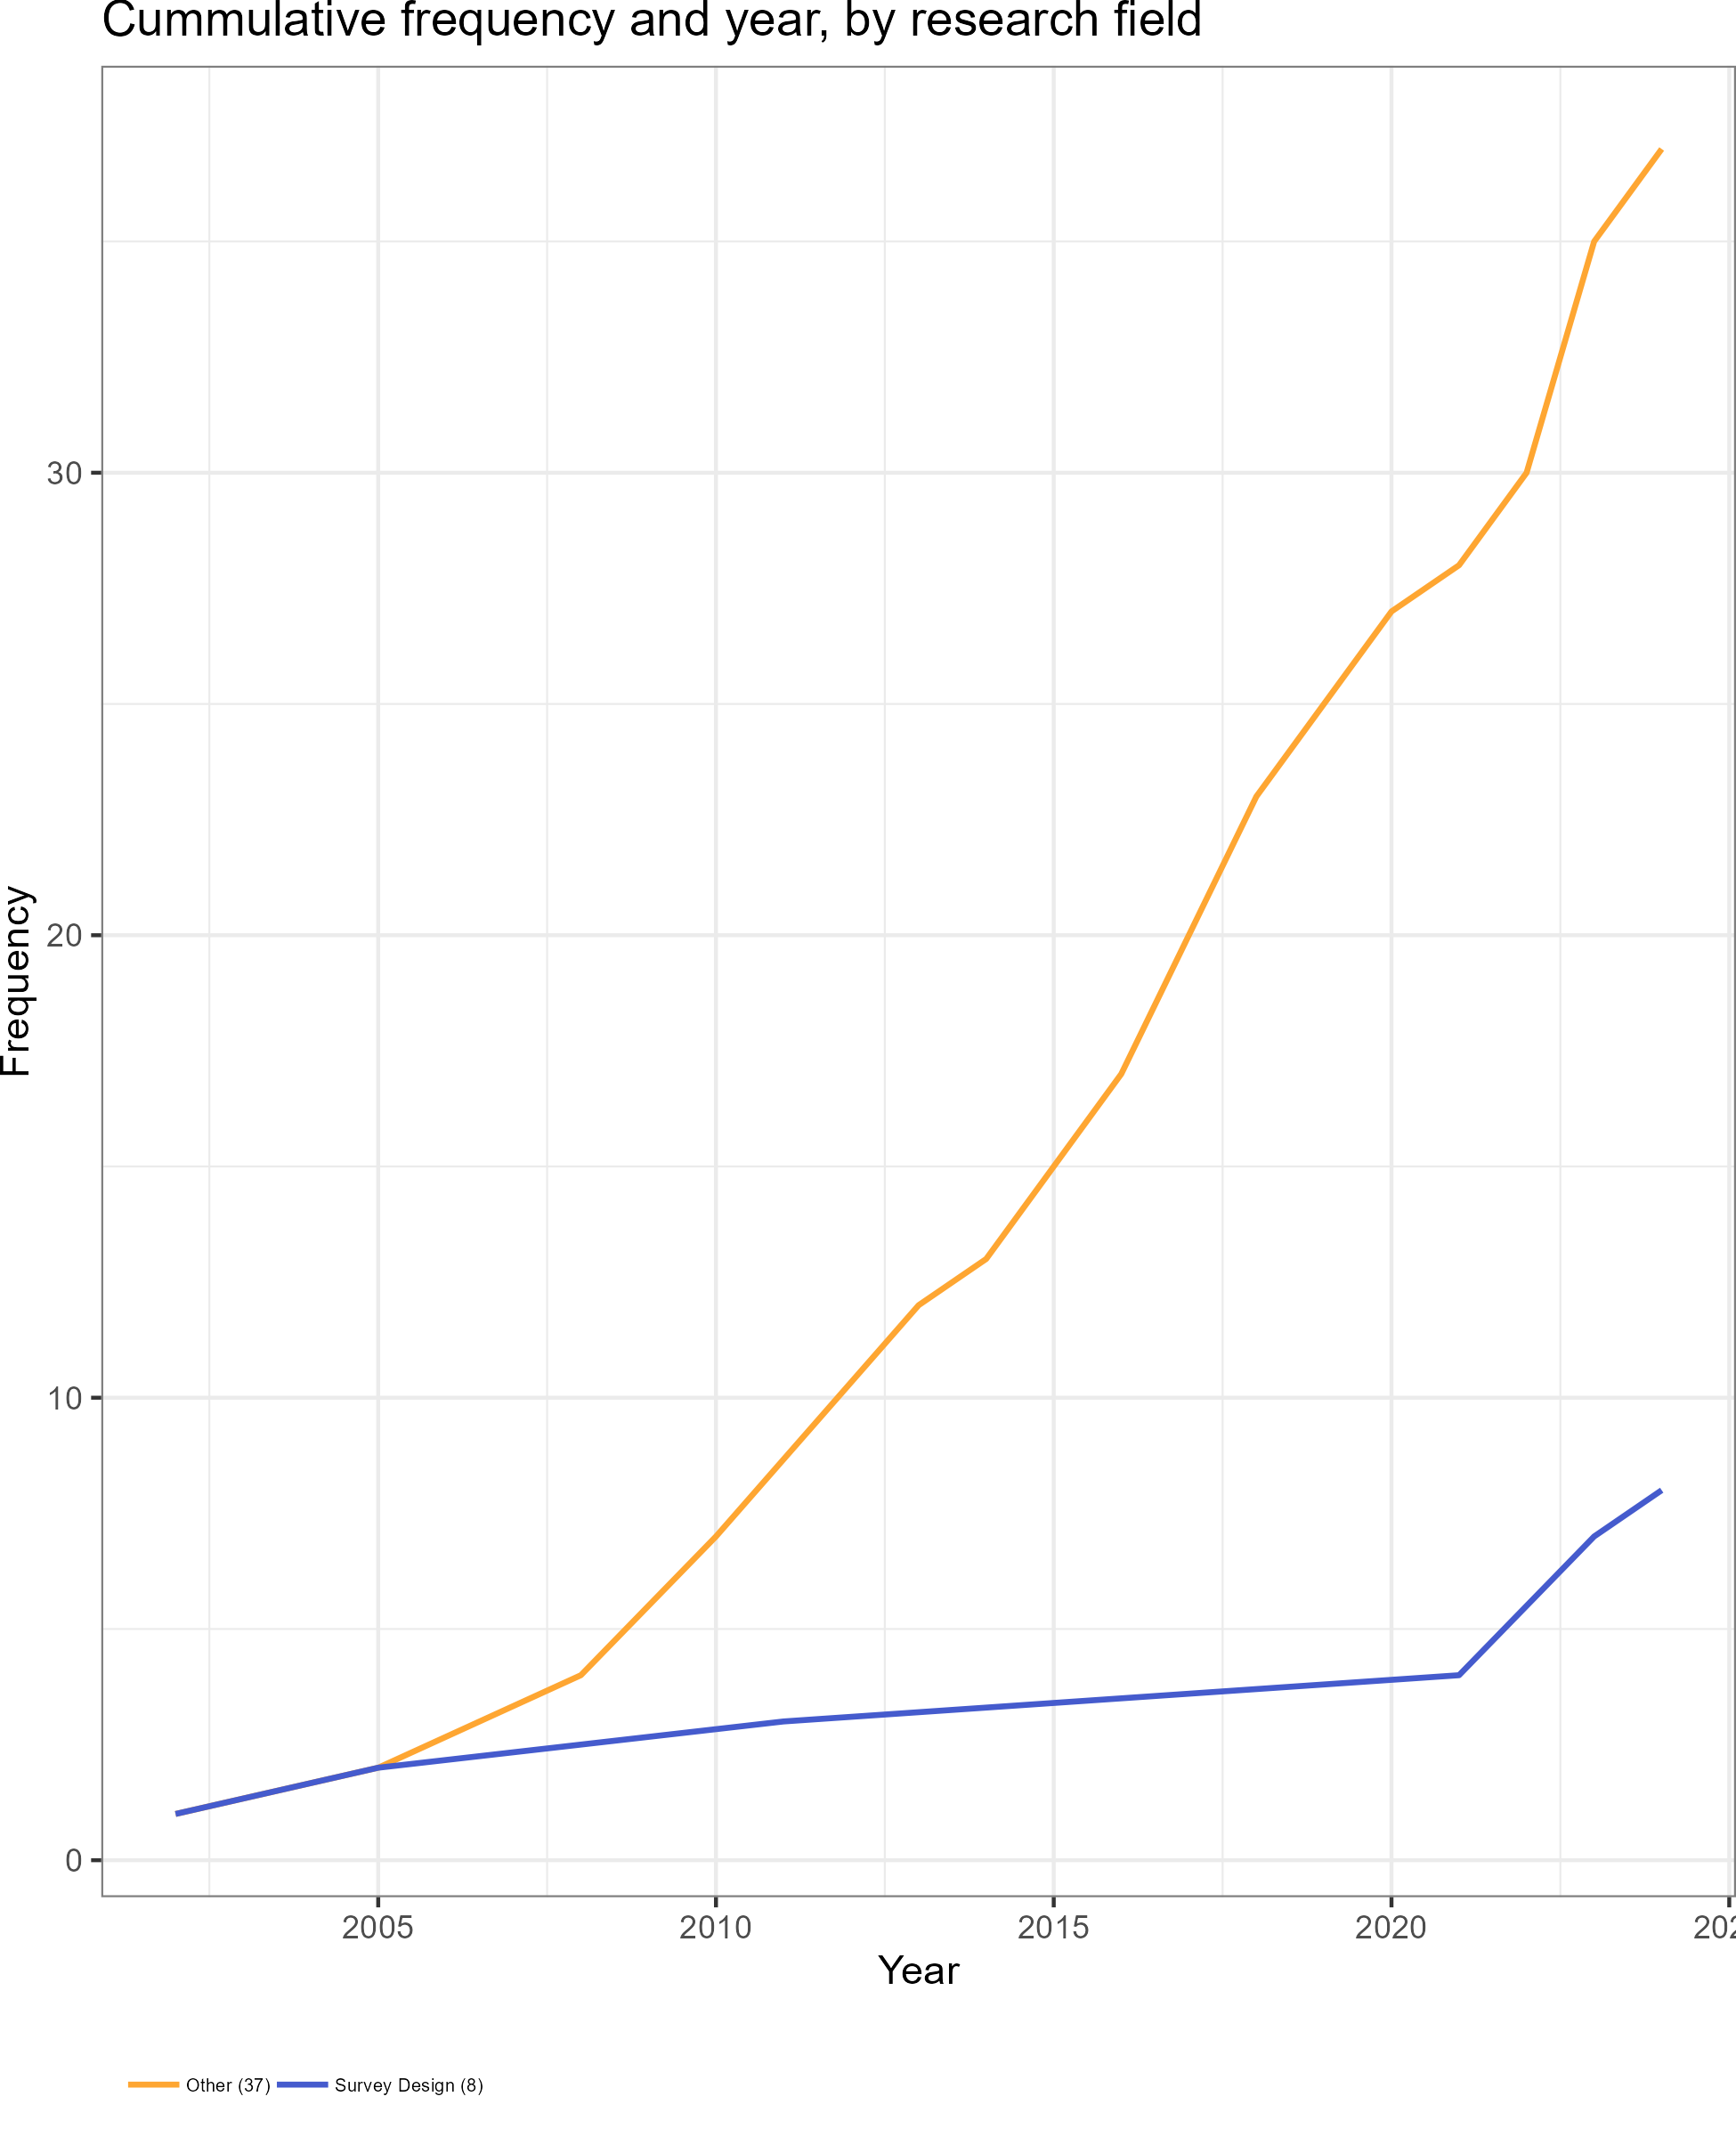 Cummulative frequency and year, by research field
Frequency
30
20
10
0
2005 2010 2015 2020 202
Year
Other (37) Survey Design (8)